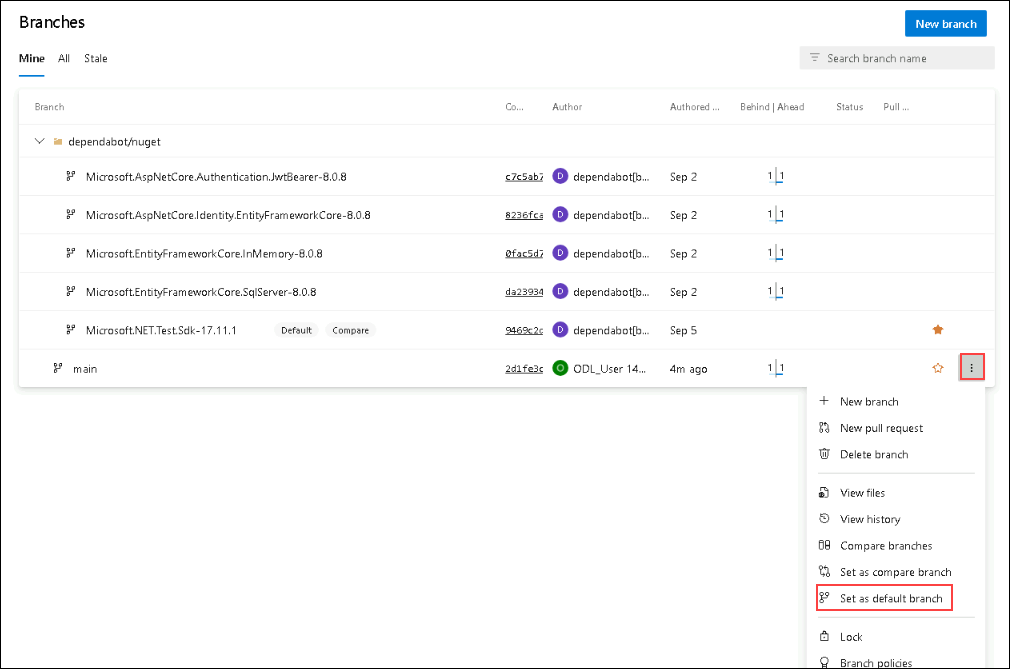 Branches
New branch
Mine All Stale
Search branch name
Branch Co... Author Authored ... Behind | Ahead Status Pull ...
dependabot/nuget
Microsoft.AspNetCore.Authentication.JwtBearer-8.0.8 c7c5ab7 D dependabot[b... Sep 2 1 1
Microsoft.AspNetCore.Identity.EntityFrameworkCore-8.0.8 8236fca D dependabot[b... Sep 2 1 1
Microsoft.EntityFrameworkCore.InMemory-8.0.8 0fac5d7 D dependabot[b... Sep 2 1 1
Microsoft.EntityFrameworkCore.SqlServer-8.0.8 da23934 D dependabot[b... Sep 2 1 1
Microsoft.NET.Test.Sdk-17.11.1 Default Compare 9469c2c D dependabot[b... Sep 5
main 2d1fe3c O ODL_User 14... 4m ago 1 1
New branch
New pull request
Delete branch
View files
View history
Compare branches
Set as compare branch
Set as default branch
Lock
Branch policies